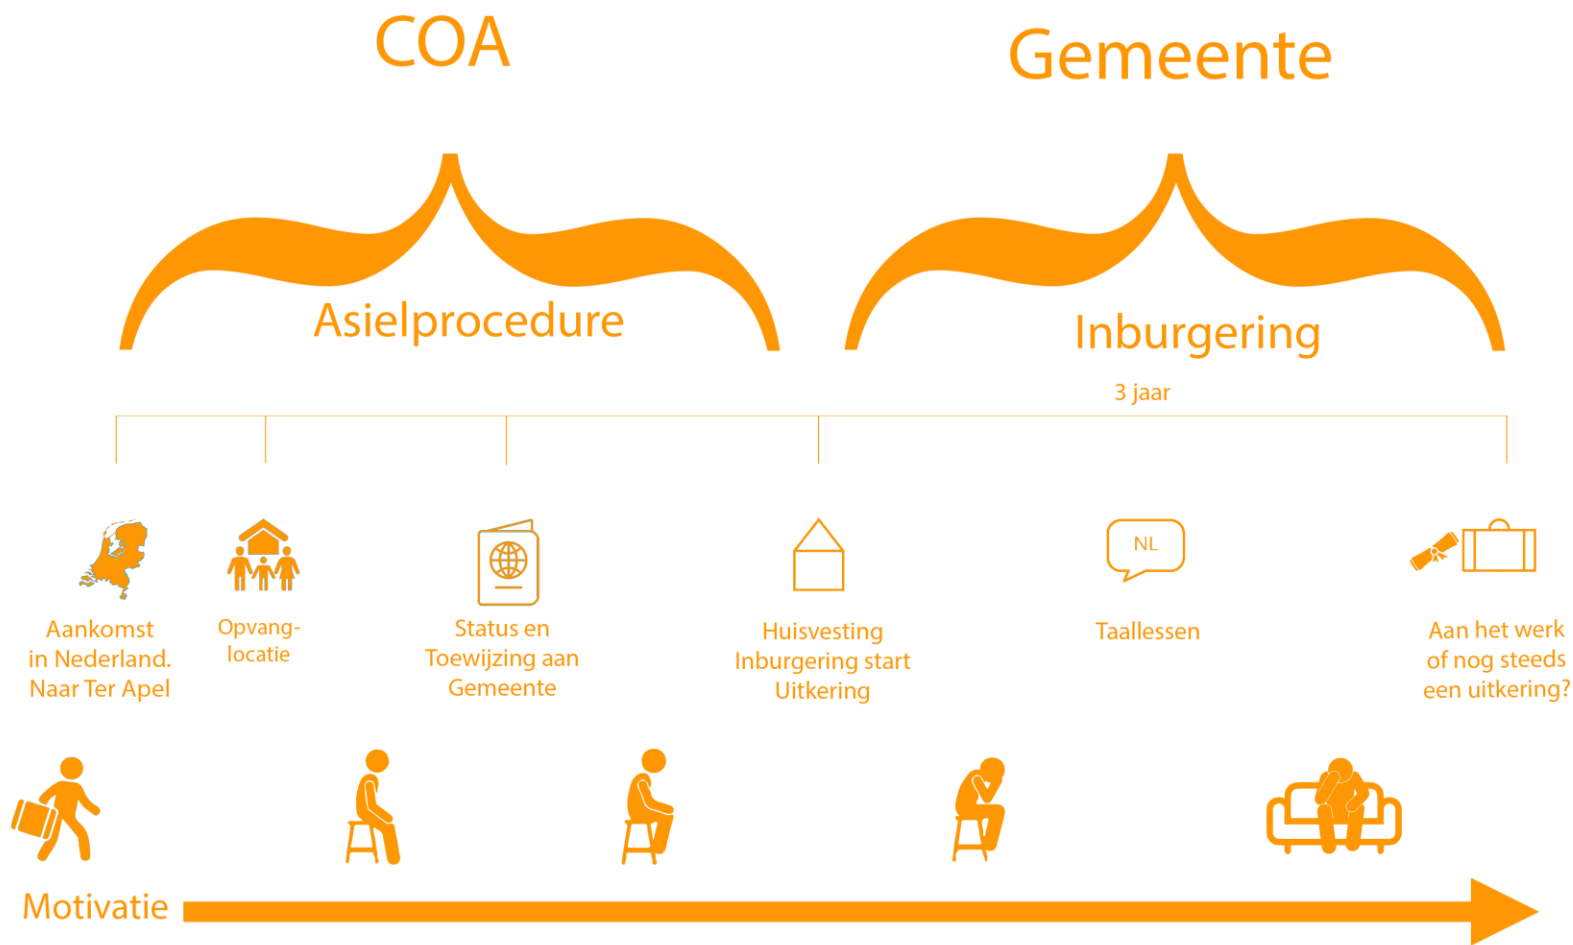 COA
Gemeente
Asielprocedure
Inburgering
3 jaar
NL
Aankomst
in Nederland.
Naar Ter Apel
Opvang-
locatie
Status en
Toewijzing aan
Gemeente
Huisvesting
Inburgering start
Uitkering
Taallessen
Aan het werk
of nog steeds
een uitkering?
Motivatie